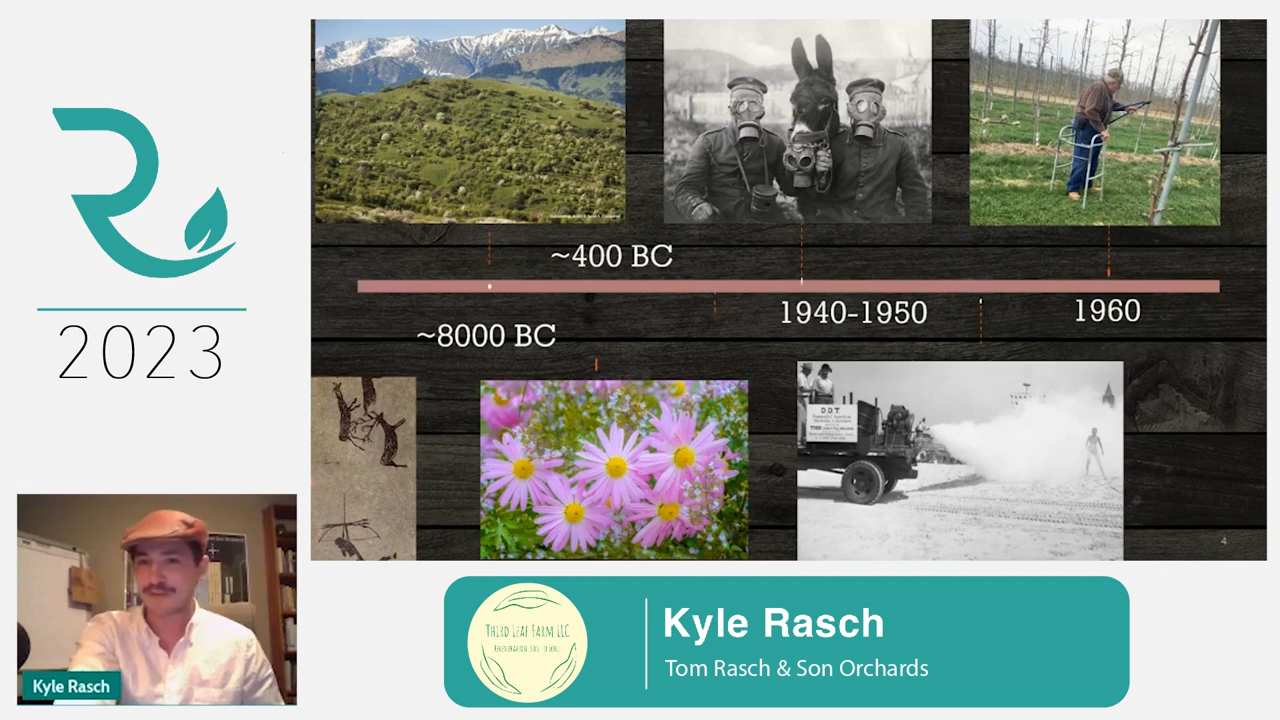 2023
~400 BC
1940-1950
1960
~8000 BC
D.D.T.
4
Kyle Rasch
THIRD LEAF FARM LLC
Kyle Rasch
Tom Rasch & Son Orchards